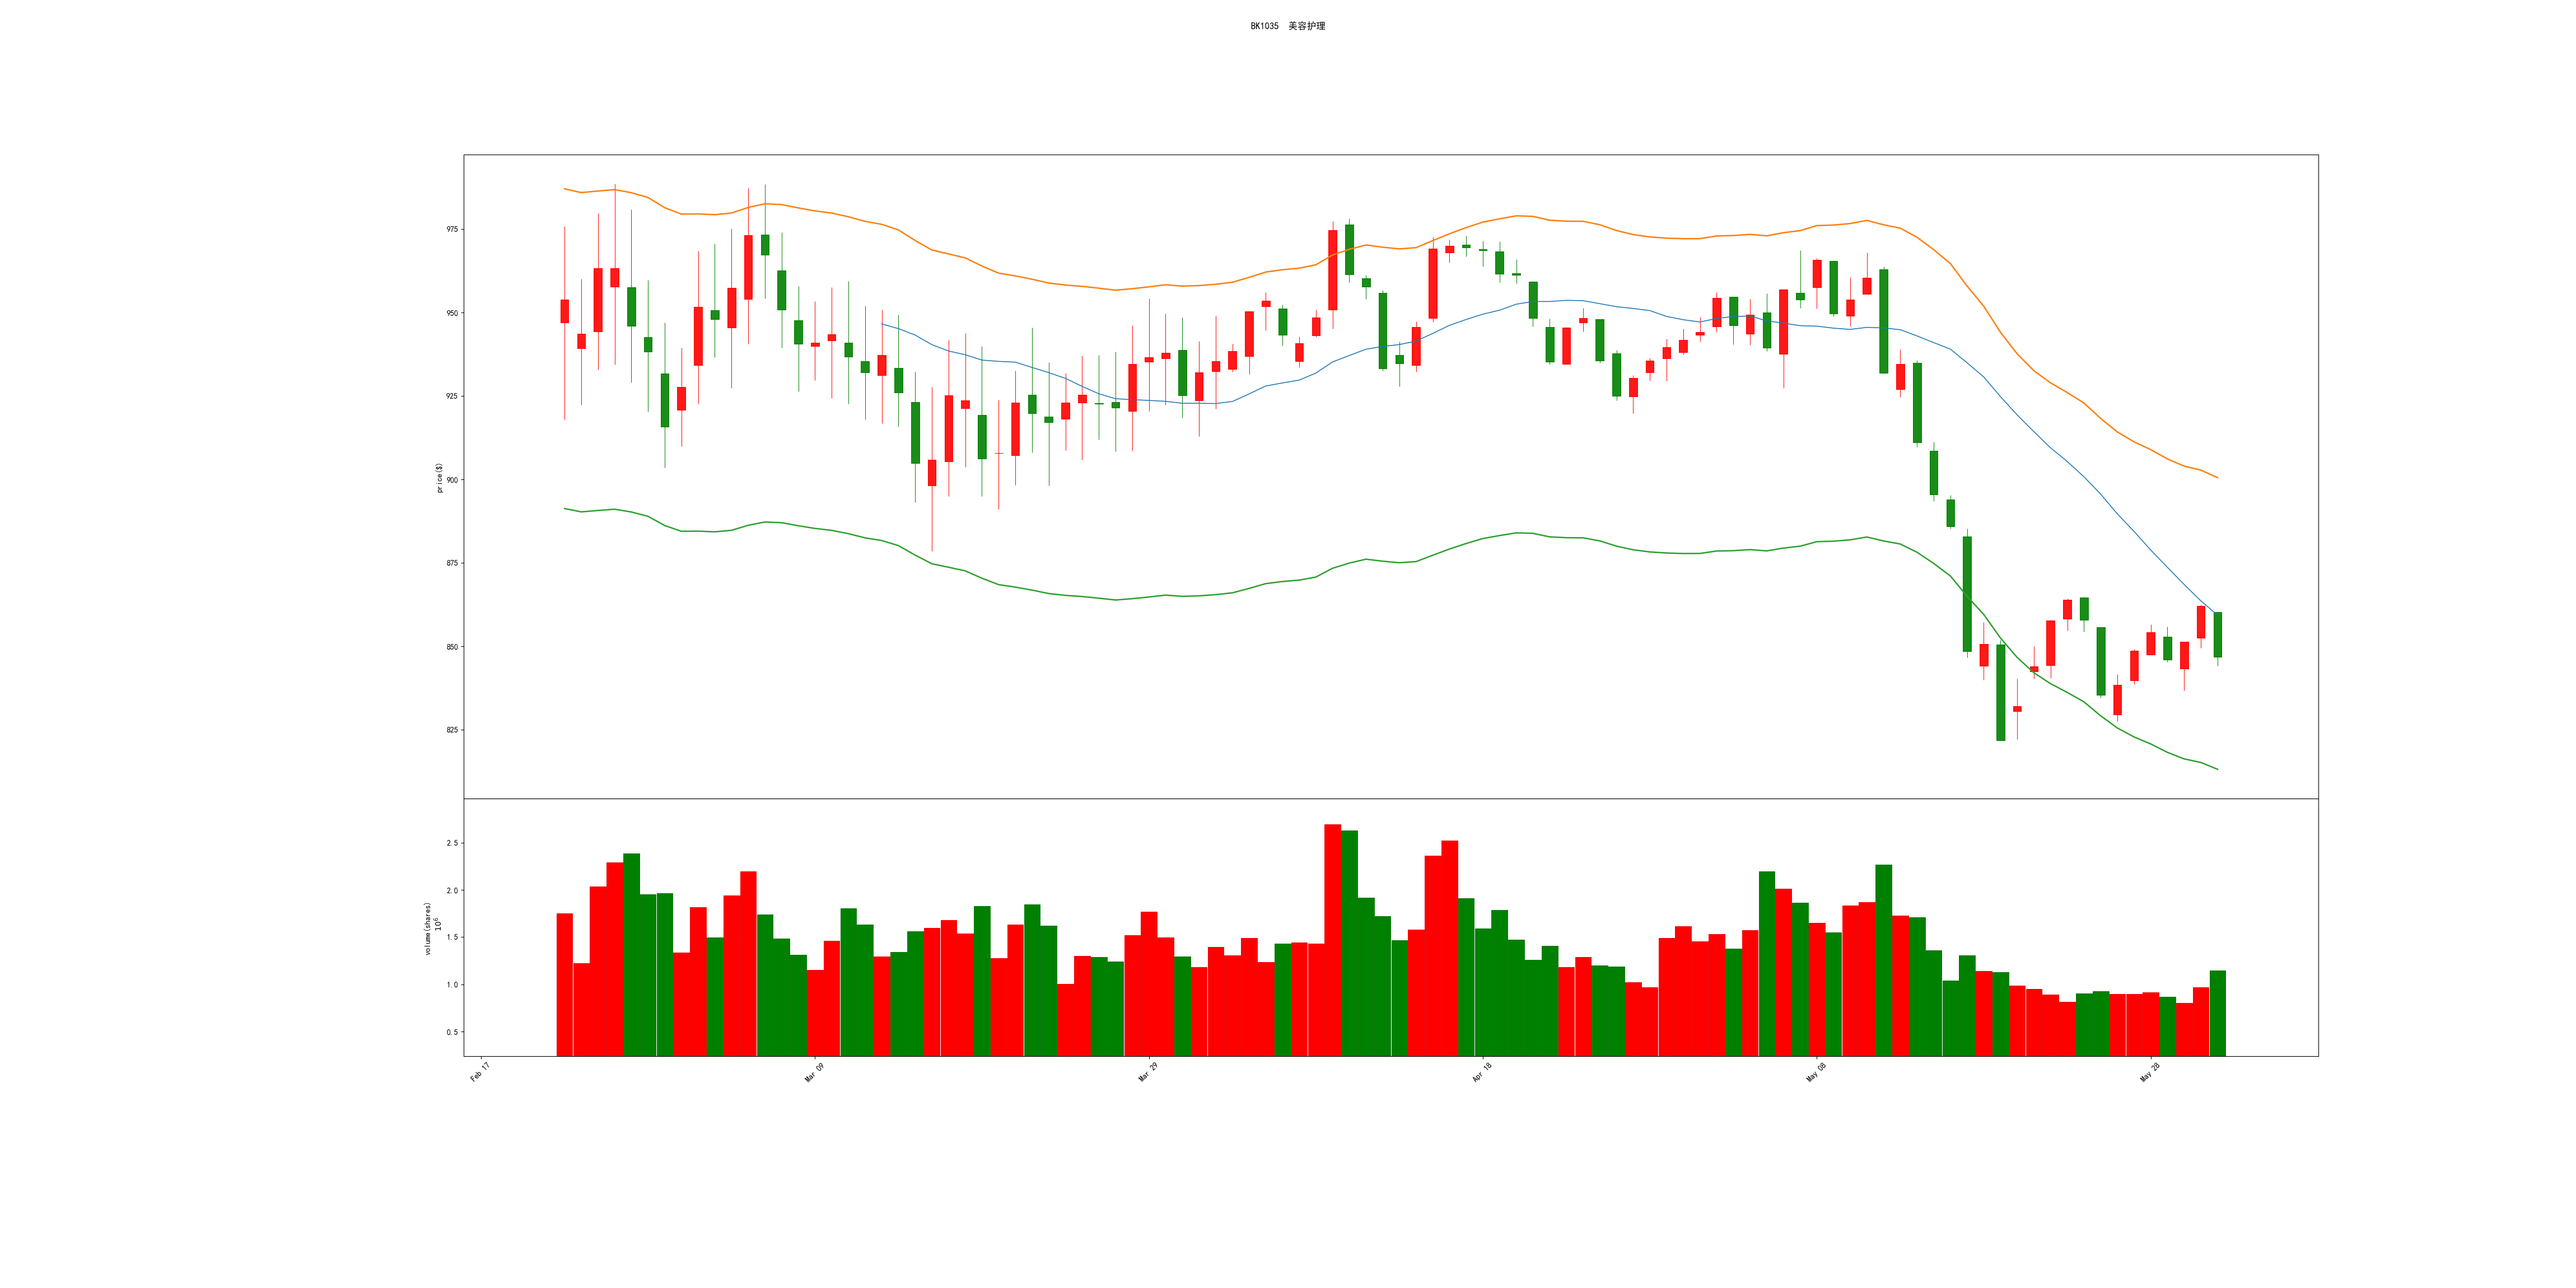 BK1035 美容护理
price($)
975
950
925
900
875
850
825
volume(shares)
10^6
2.5
2.0
1.5
1.0
0.5
Feb 17
Mar 09
Mar 29
Apr 18
May 08
May 28